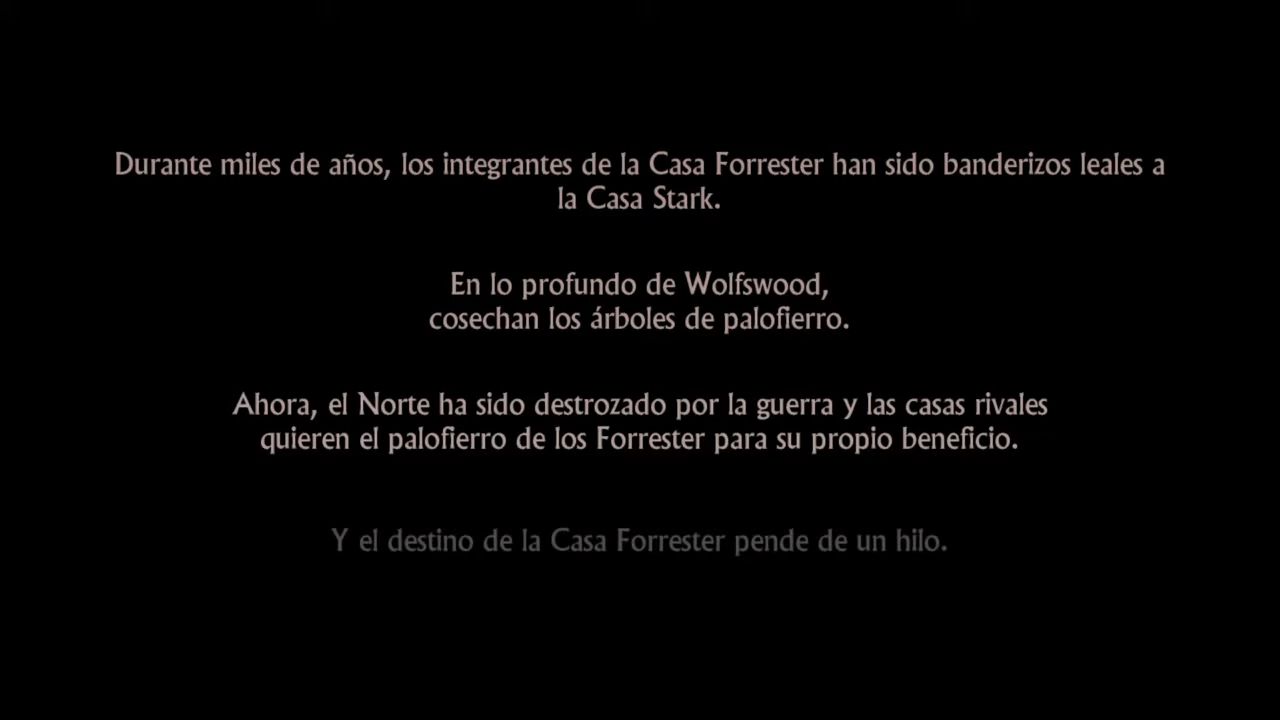 Durante miles de años, los integrantes de la Casa Forrester han sido banderizos leales a
la Casa Stark.
En lo profundo de Wolfswood,
cosechan los árboles de palofierro.
Ahora, el Norte ha sido destrozado por la guerra y las casas rivales
quieren el palofierro de los Forrester para su propio beneficio.
Y el destino de la Casa Forrester pende de un hilo.